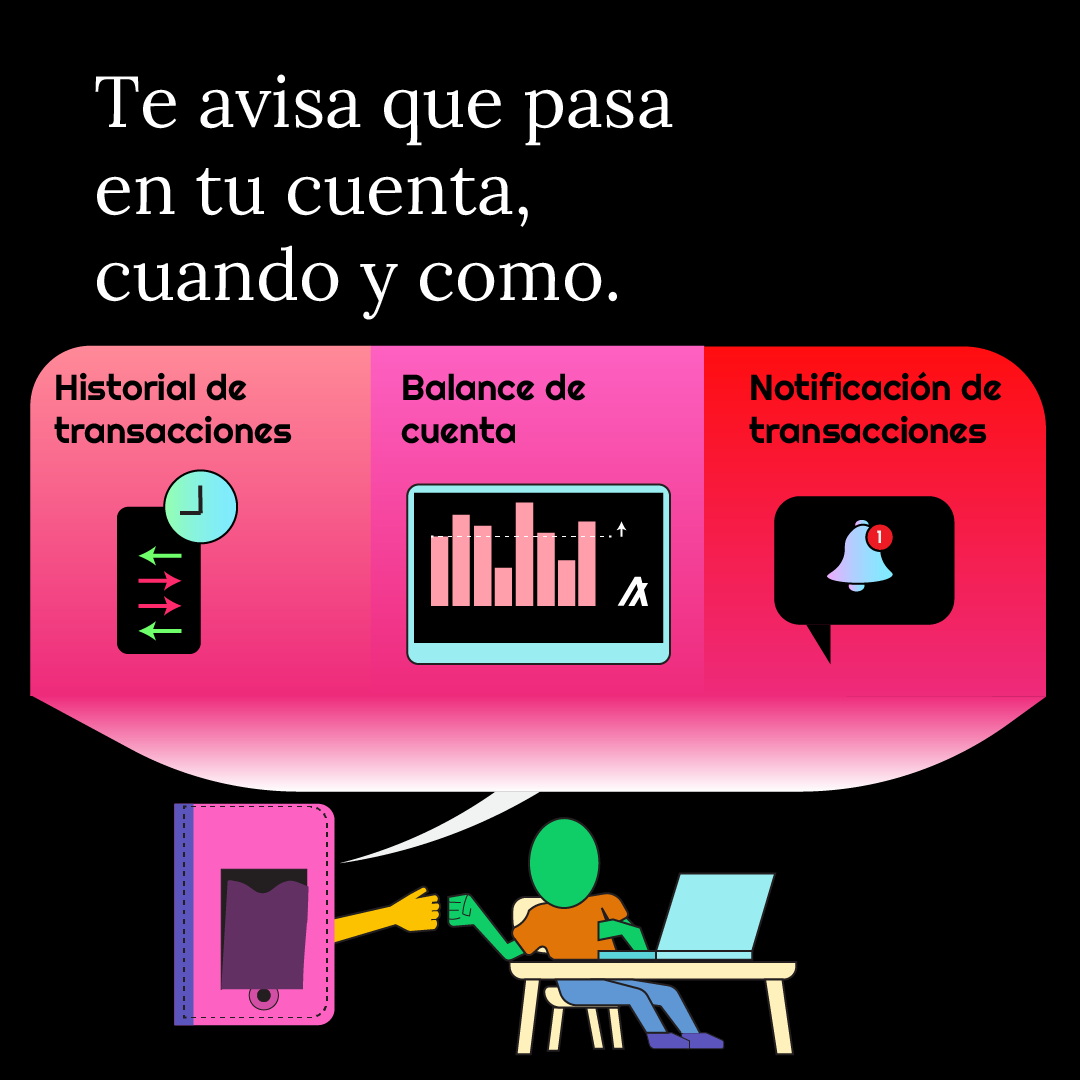 Te avisa que pasa
en tu cuenta,
cuando y como.
Historial de
transacciones
Balance de
cuenta
Notificación de
transacciones
1